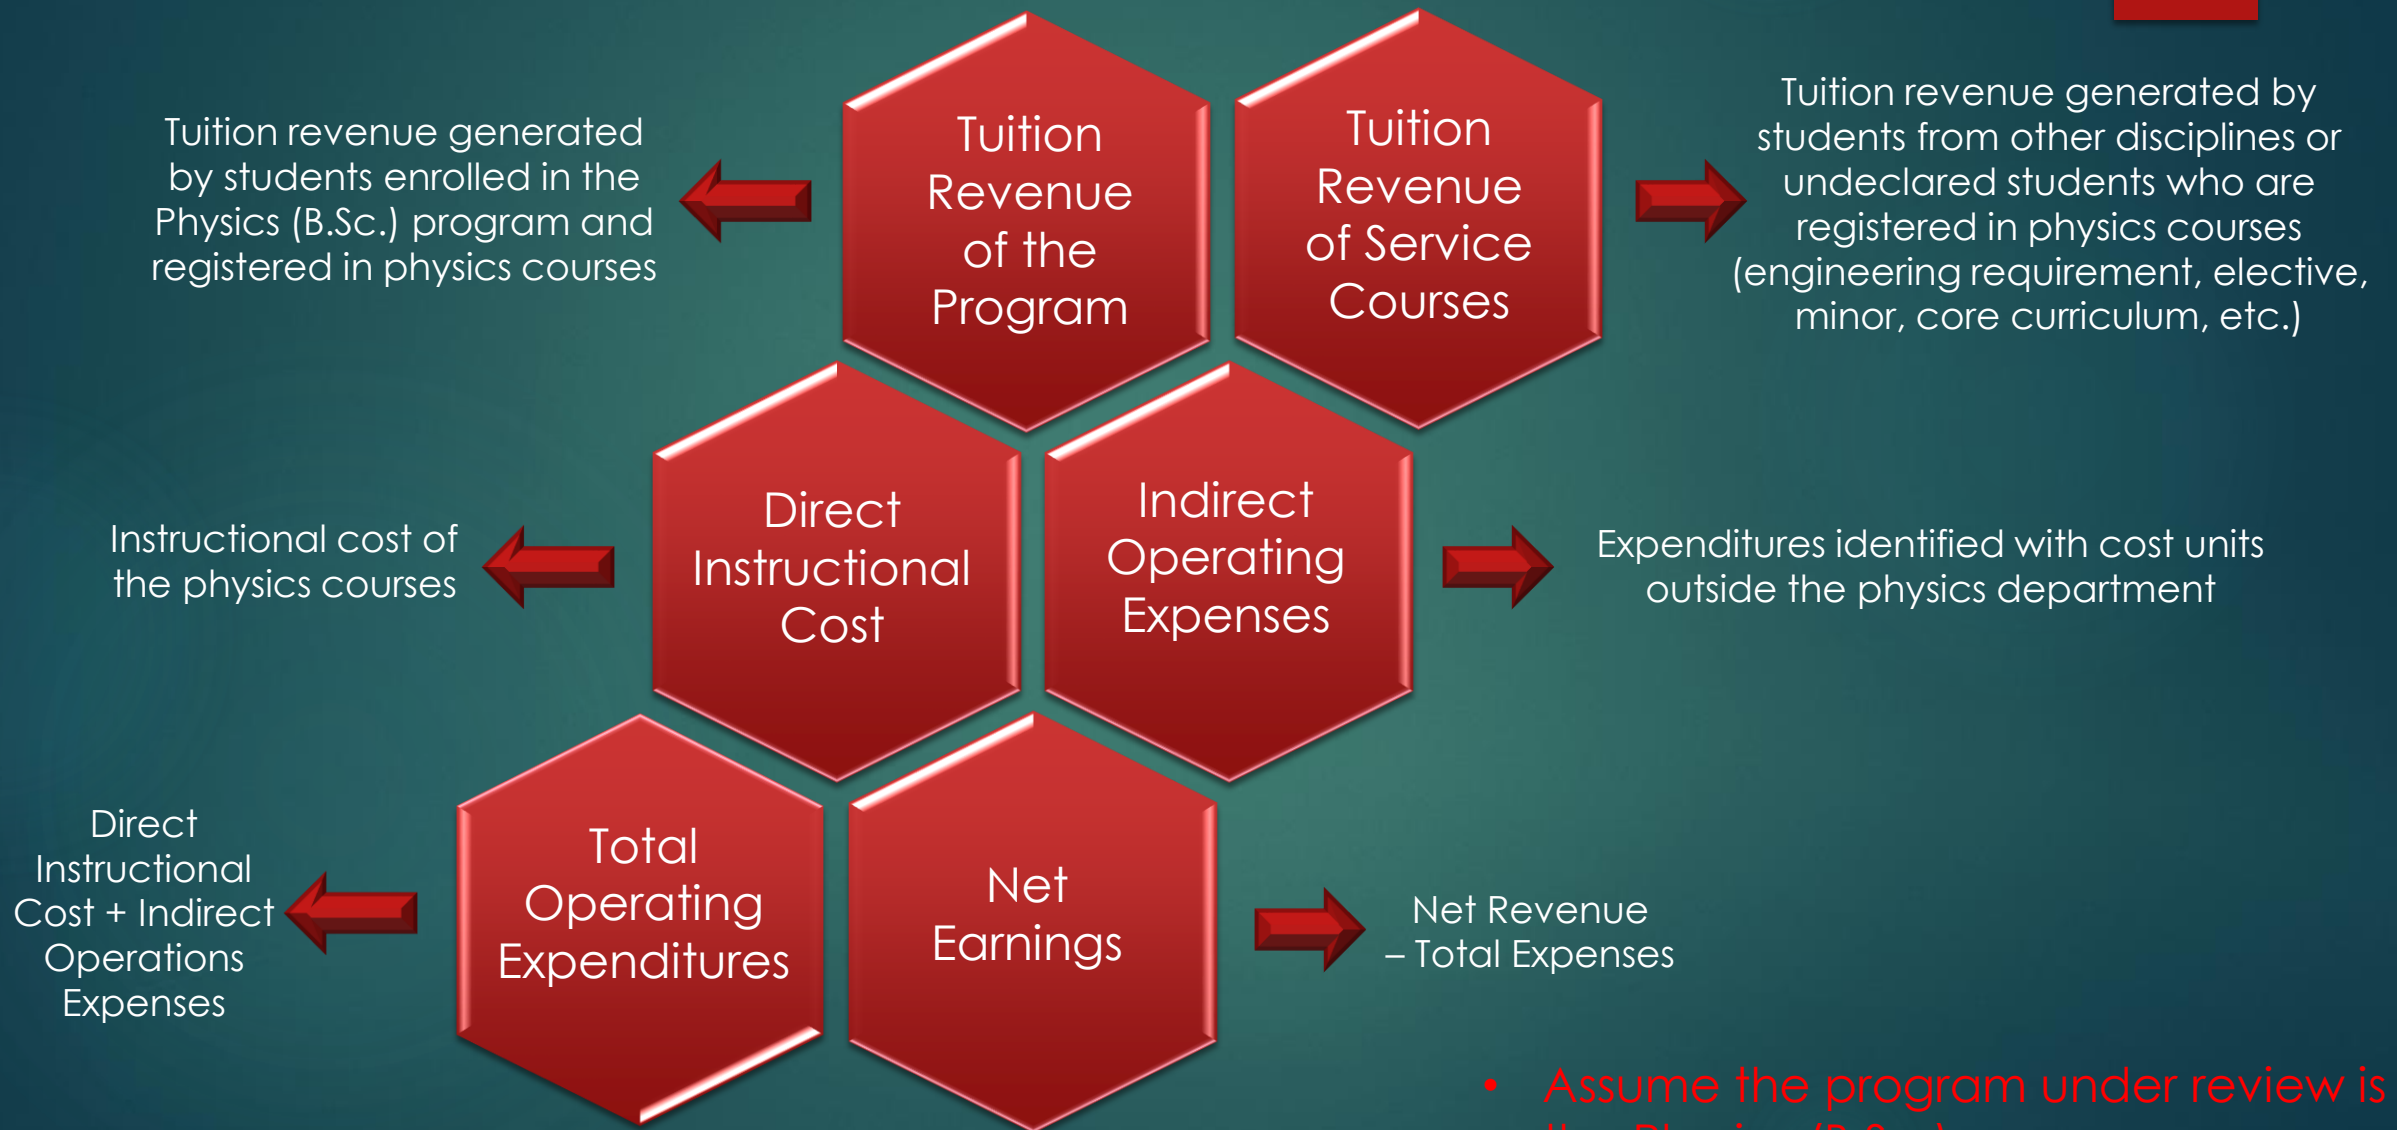 Tuition revenue generated
by students enrolled in the
Physics (B.Sc.) program and
registered in physics courses
Tuition
Revenue
of the
Program
Tuition
Revenue
of Service
Courses
Tuition revenue generated by
students from other disciplines or
undeclared students who are
registered in physics courses
(engineering requirement, elective,
minor, core curriculum, etc.)
Instructional cost of
the physics courses
Direct
Instructional
Cost
Indirect
Operating
Expenses
Expenditures identified with cost units
outside the physics department
Direct
Instructional
Cost + Indirect
Operations
Expenses
Total
Operating
Expenditures
Net
Earnings
Net Revenue
– Total Expenses
• Assume the program under review is
the Physics (B.Sc.)